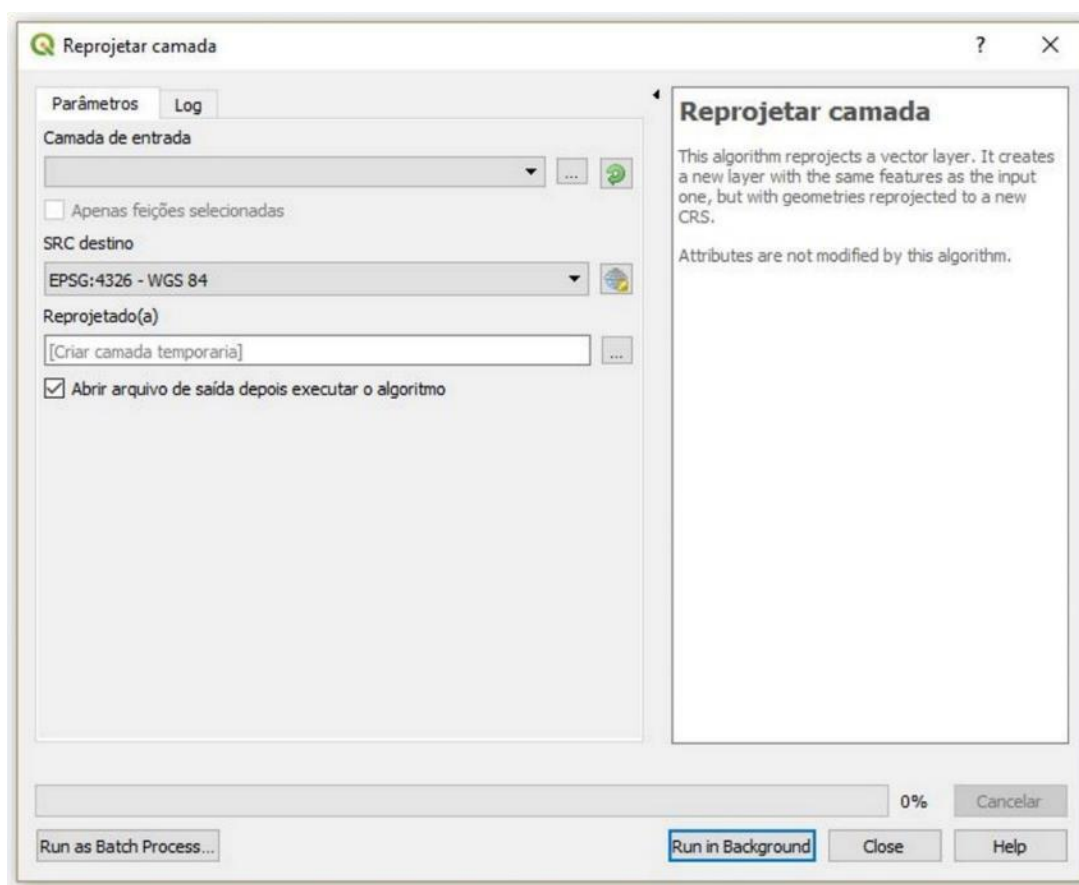 Reprojetar camada
?
Parâmetros
Log
Camada de entrada
...
Apenas feições selecionadas
SRC destino
EPSG:4326 - WGS 84
Reprojetado(a)
[Criar camada temporaria]
...
Abrir arquivo de saída depois executar o algoritmo
Reprojetar camada
This algorithm reprojects a vector layer. It creates
a new layer with the same features as the input
one, but with geometries reprojected to a new
CRS.
Attributes are not modified by this algorithm.
0%
Cancelar
Run as Batch Process...
Run in Background
Close
Help